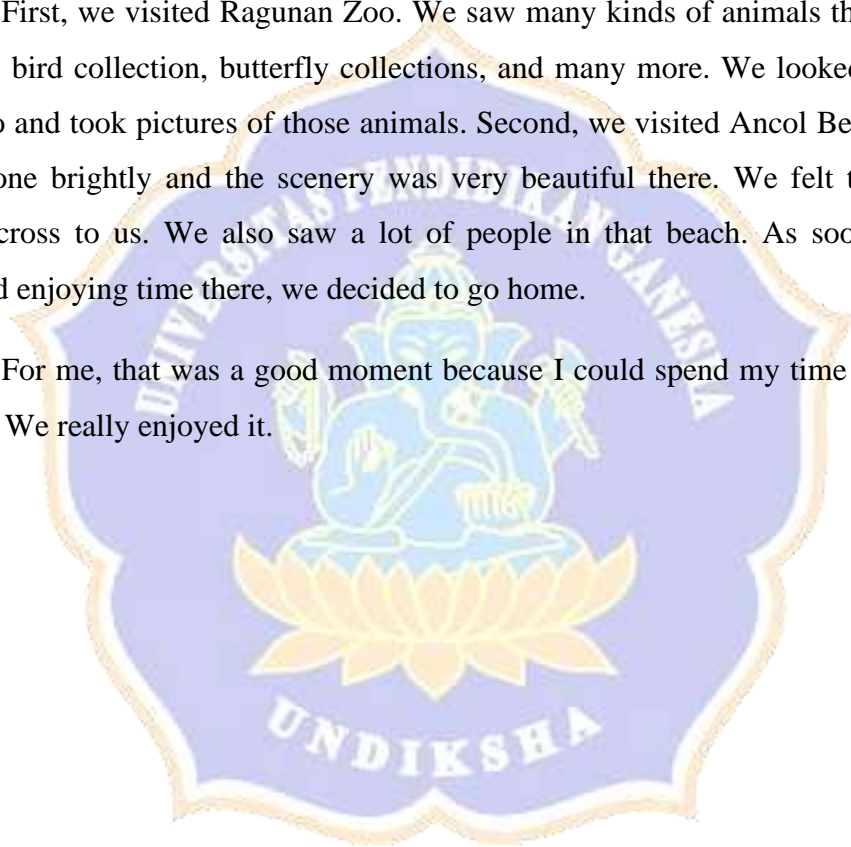 First, we visited Ragunan Zoo. We saw many kinds of animals th
bird collection, butterfly collections, and many more. We looked
o and took pictures of those animals. Second, we visited Ancol Be
one brightly and the scenery was very beautiful there. We felt t
cross to us. We also saw a lot of people in that beach. As soo
d enjoying time there, we decided to go home.
For me, that was a good moment because I could spend my time
We really enjoyed it.
UNIVERSITAS PENDIDIKAN GANESHA
UNDIKSHA